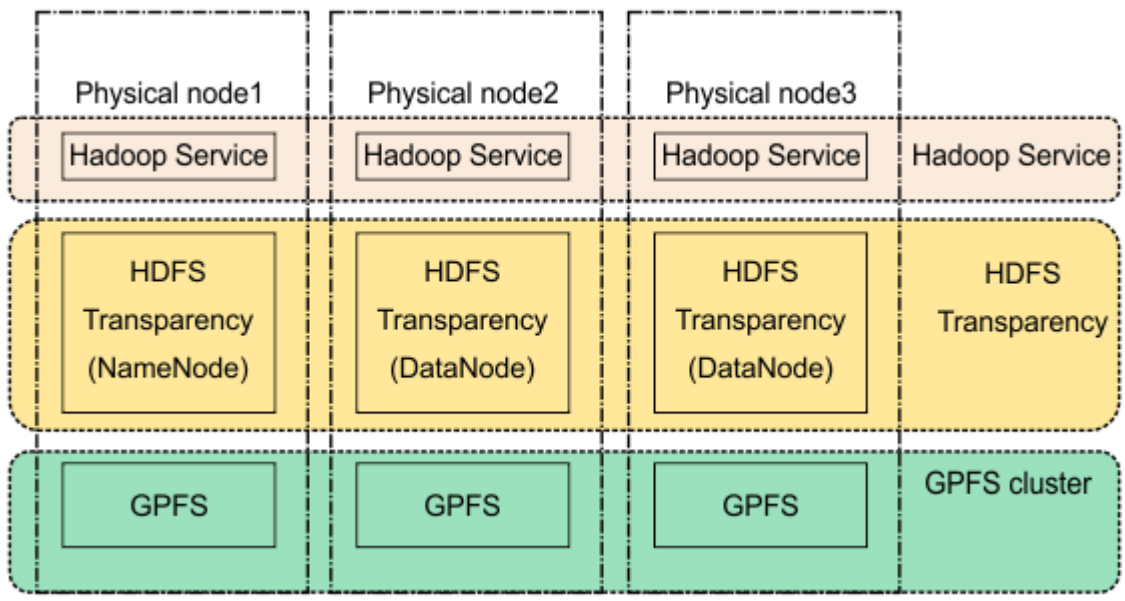 Physical node1
Physical node2
Physical node3
Hadoop Service
Hadoop Service
Hadoop Service
Hadoop Service
HDFS
Transparency
(NameNode)
HDFS
Transparency
(DataNode)
HDFS
Transparency
(DataNode)
HDFS
Transparency
GPFS
GPFS
GPFS
GPFS cluster